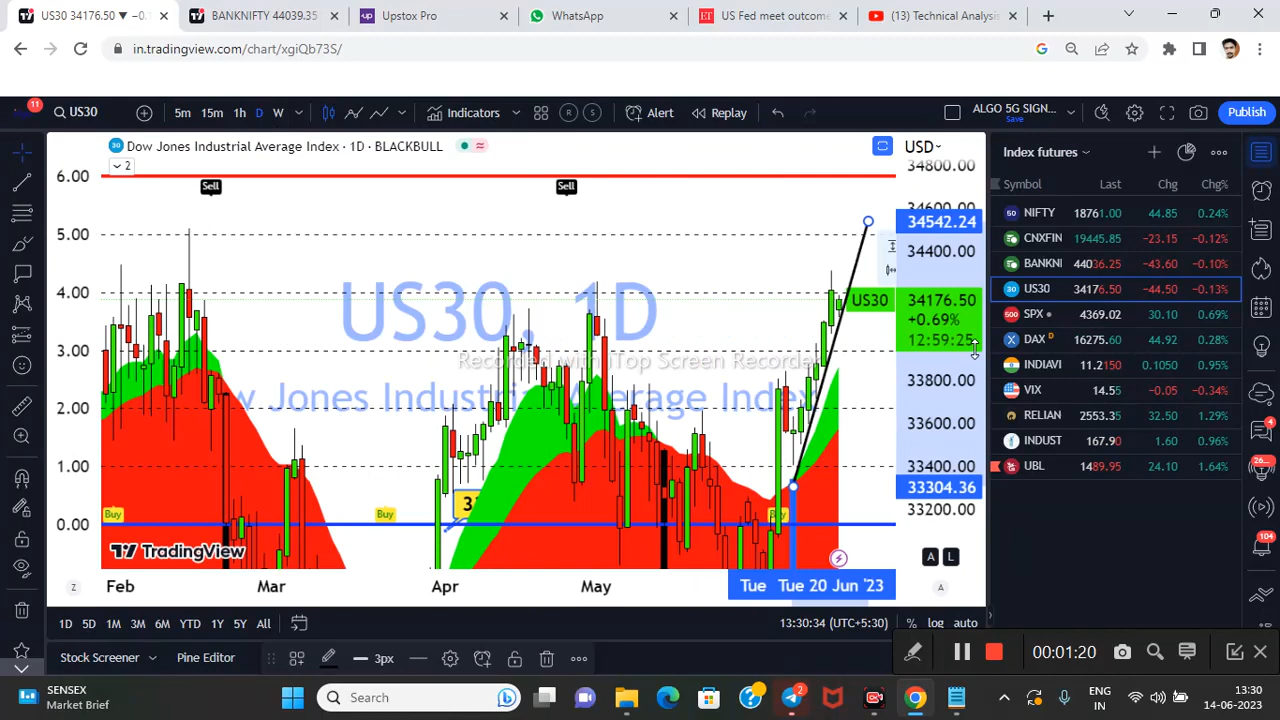 US30 34176.50 ▼ −0.
BANKNIFTY 44039.35
Upstox Pro
WhatsApp
US Fed meet outcome
(13) Technical Analysis
in.tradingview.com/chart/xgiQb73S/
11
US30
5m 15m 1h D W
Indicators
R S
Alert
Replay
ALGO 5G SIGN...
Save
Publish
Dow Jones Industrial Average Index · 1D · BLACKBULL
USD
2
Index futures
Symbol Last Chg Chg%
NIFTY 18761.00 44.85 0.24%
CNXFIN 19445.85 −23.15 −0.12%
BANKNI 44036.25 −43.60 −0.10%
US30 34176.50 −44.50 −0.13%
SPX 4369.02 30.10 0.69%
DAX D 16275.60 44.92 0.28%
INDIAVI 11.2150 0.1050 0.95%
VIX 14.55 −0.05 −0.34%
RELIAN 2553.35 32.50 1.29%
INDUST 167.90 1.60 0.96%
UBL 1489.95 24.10 1.64%
6.00
5.00
4.00
3.00
2.00
1.00
0.00
Sell
Sell
US30, 1D
Dow Jones Industrial Average Index
Recorded with iTop Screen Recorder
Buy
Buy
Buy
TradingView
34800.00
34600.00
34542.24
34400.00
US30 34176.50
+0.69%
12:59:25
33800.00
33600.00
33400.00
33304.36
33200.00
A L
Z
Feb Mar Apr May
Tue Tue 20 Jun '23
A
1D 5D 1M 3M 6M YTD 1Y 5Y All
13:30:34 (UTC+5:30)
% log auto
4
26
104
Stock Screener
Pine Editor
3px
01:01:20
SENSEX
Market Brief
Search
2
ENG
IN
13:30
14-06-2023